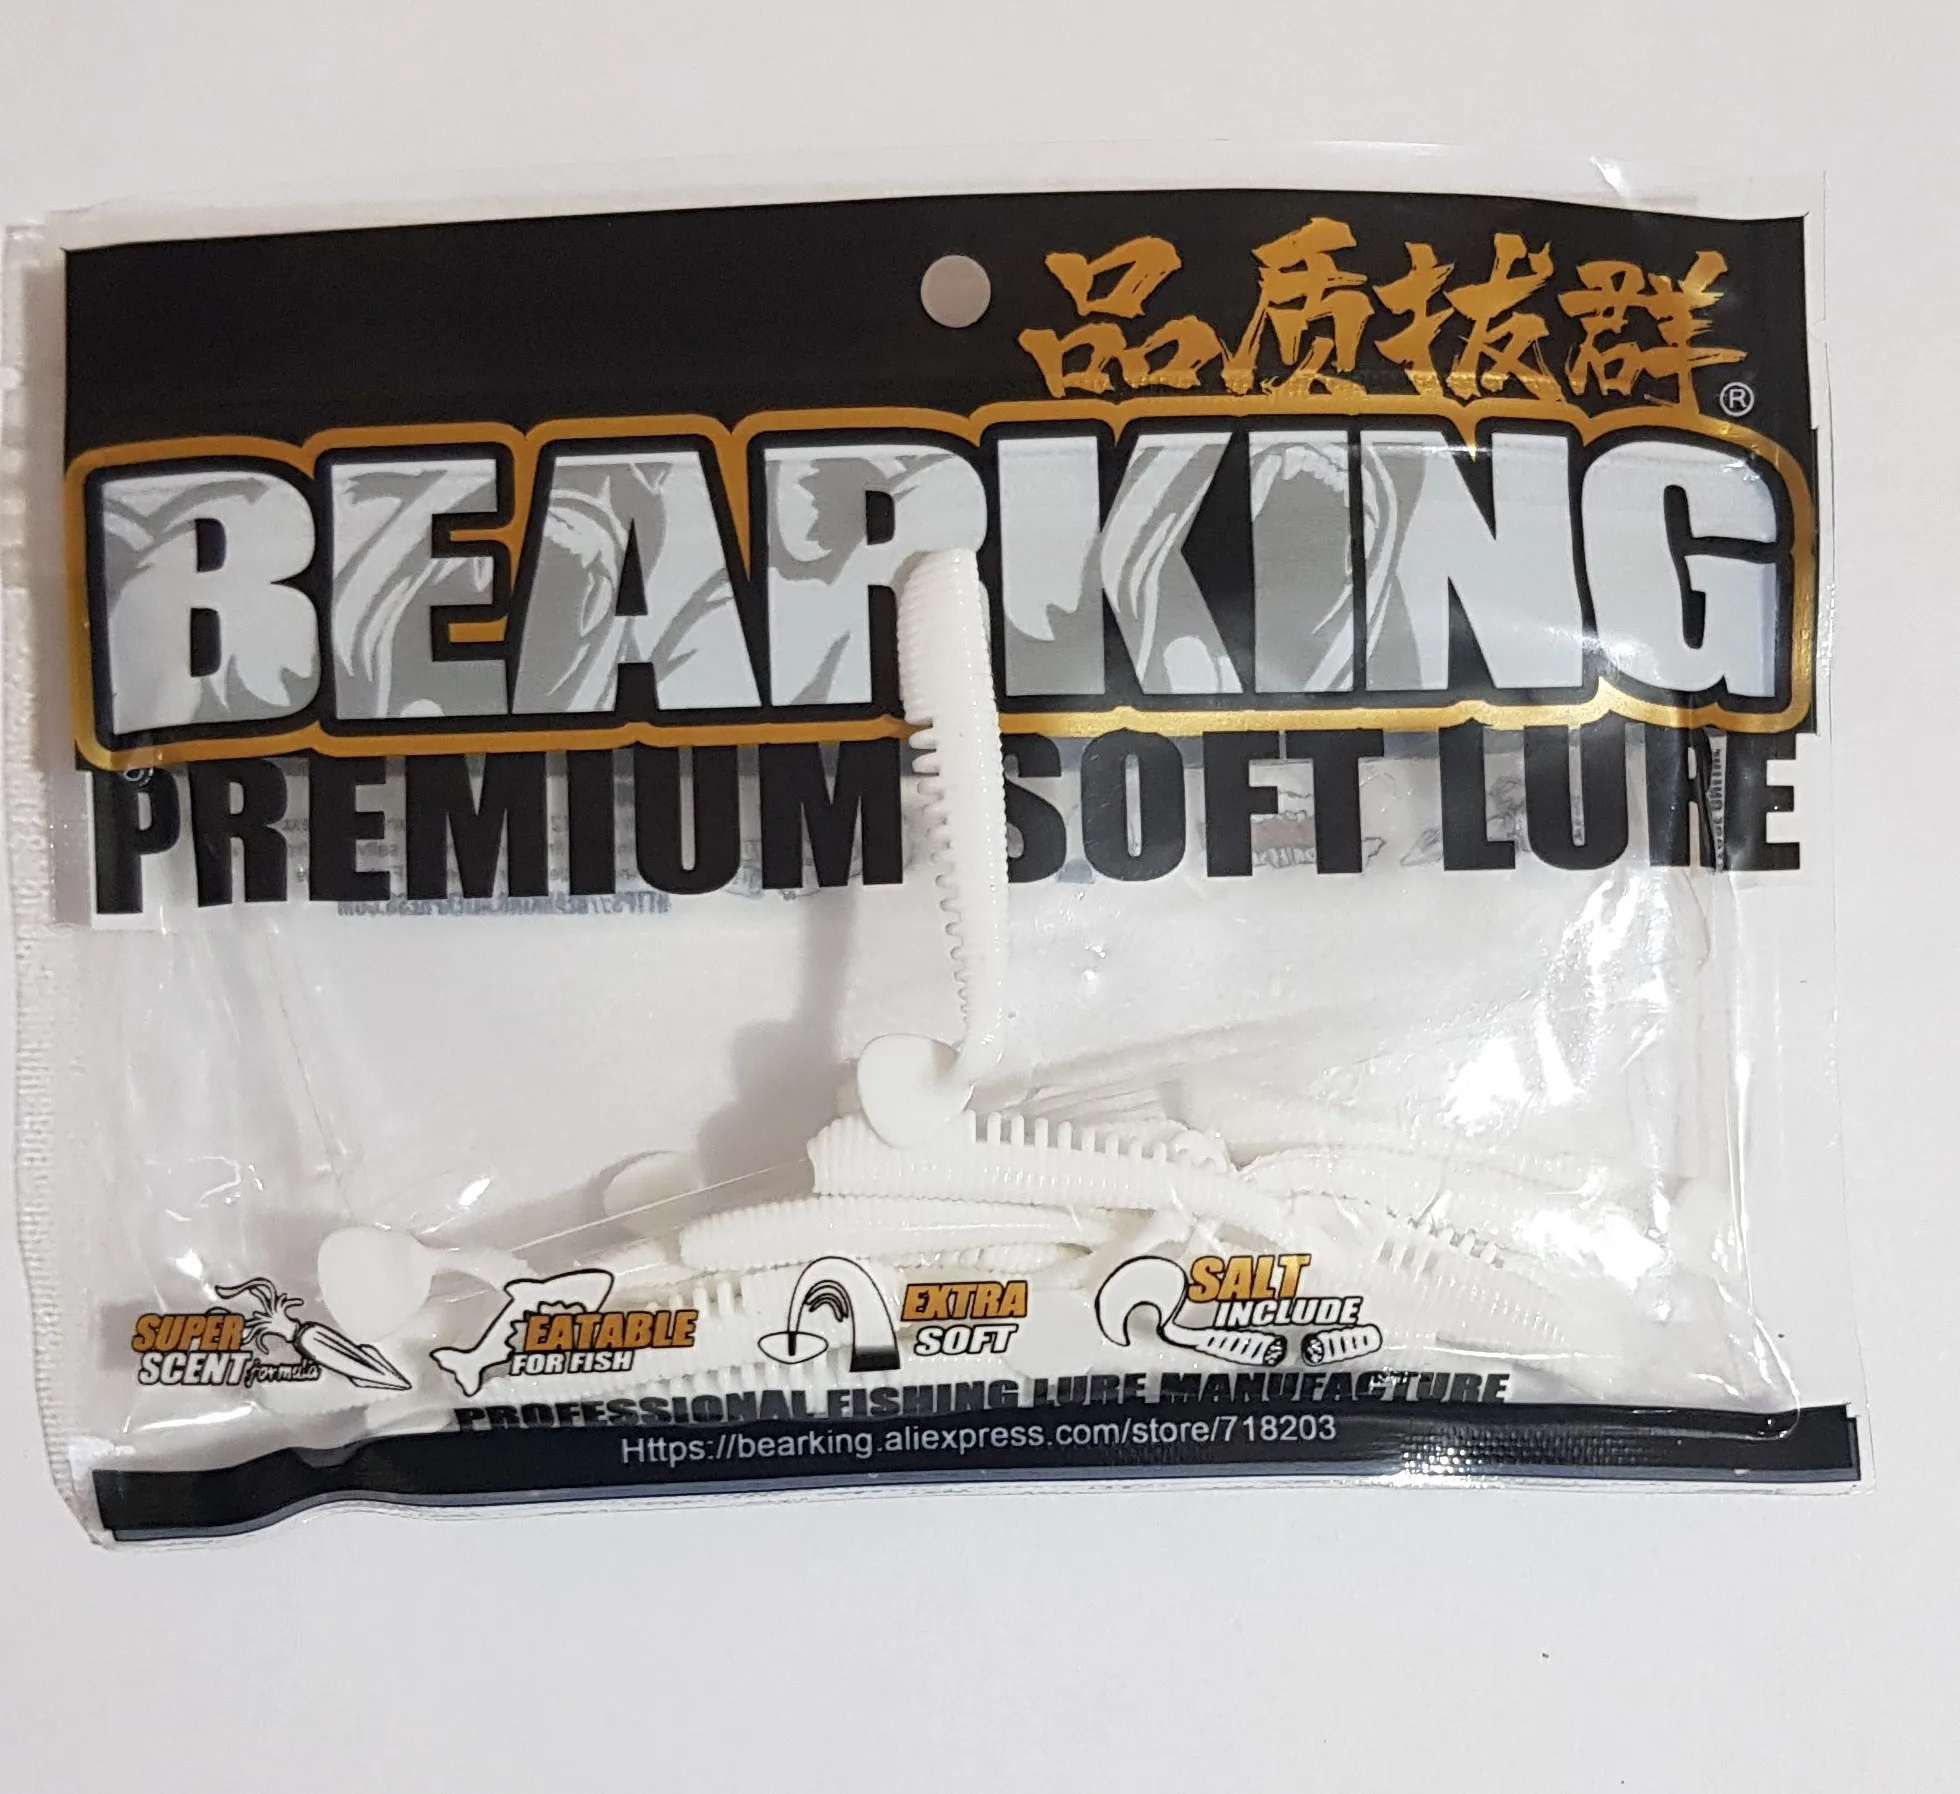 品质抜群
®
BEARKING
PREMIUM SOFT LURE
SUPER
SCENT formula
EATABLE
FOR FISH
EXTRA
SOFT
SALT
INCLUDE
PROFESSIONAL FISHING LURE MANUFACTURE
Https://bearking.aliexpress.com/store/718203